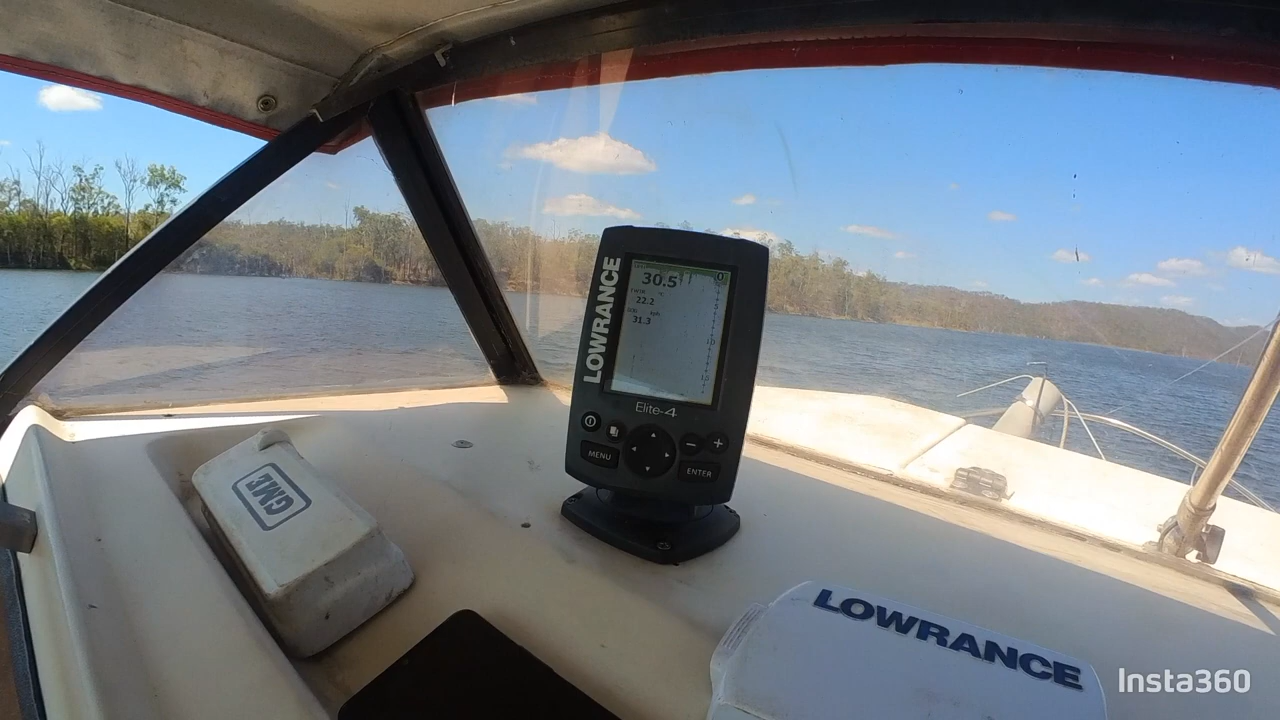 LOWRANCE
30.5
22.2
31.3
Elite-4
MENU
ENTER
GME
LOWRANCE
Insta360